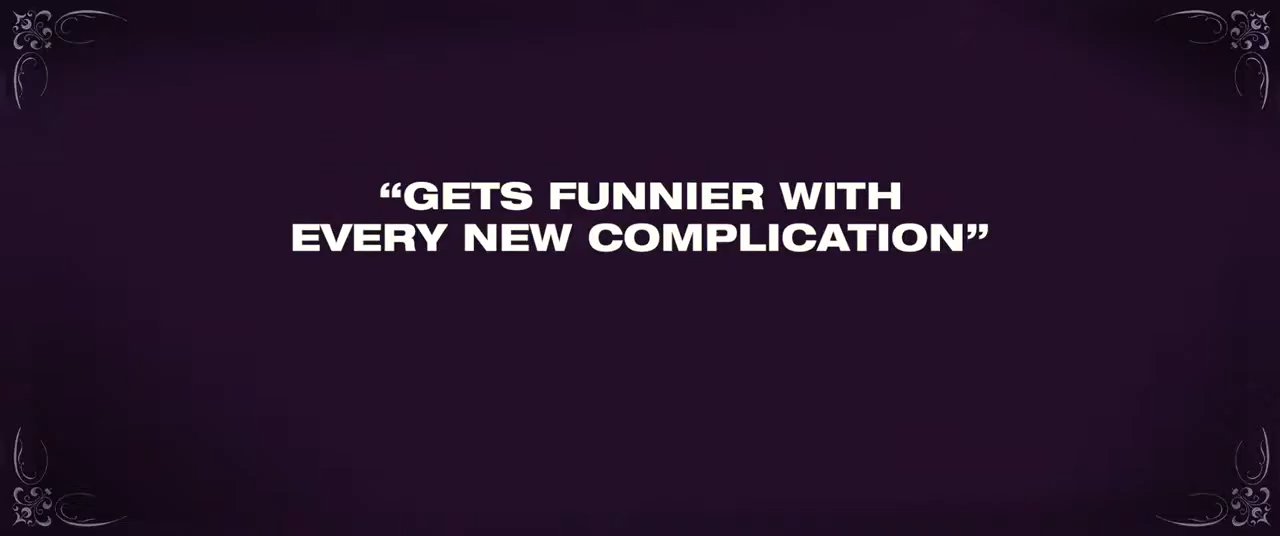 “GETS FUNNIER WITH
EVERY NEW COMPLICATION”